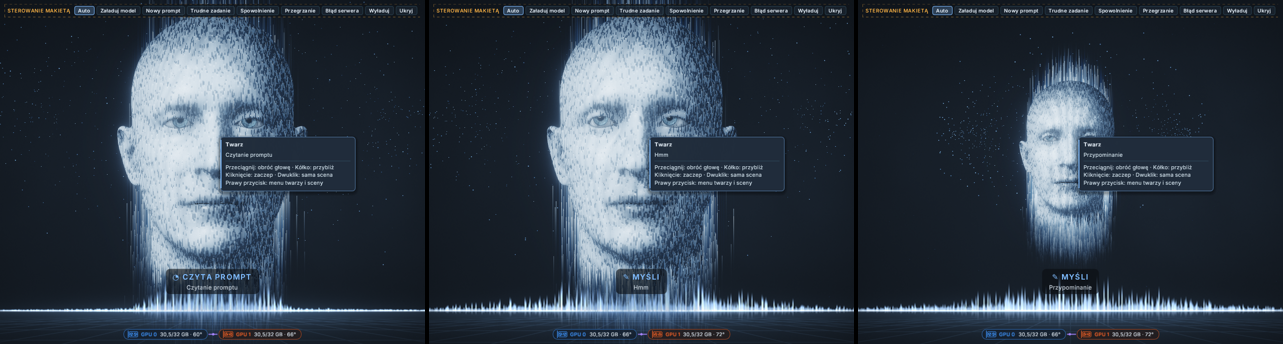 STEROWANIE MAKIETĄ Auto Załaduj model Nowy prompt Trudne zadanie Spowolnienie Przegrzanie Błąd serwera Wyładuj Ukryj
Twarz
Czytanie promptu
Przeciągnij: obróć głowę · Kółko: przybliż
Kliknięcie: zaczep · Dwuklik: sama scena
Prawy przycisk: menu twarzy i sceny
CZYTA PROMPT
Czytanie promptu
GPU 0 30,5/32 GB · 60° GPU 1 30,5/32 GB · 66°
STEROWANIE MAKIETĄ Auto Załaduj model Nowy prompt Trudne zadanie Spowolnienie Przegrzanie Błąd serwera Wyładuj Ukryj
Twarz
Hmm
Przeciągnij: obróć głowę · Kółko: przybliż
Kliknięcie: zaczep · Dwuklik: sama scena
Prawy przycisk: menu twarzy i sceny
MYŚLI
Hmm
GPU 0 30,5/32 GB · 66° GPU 1 30,5/32 GB · 72°
STEROWANIE MAKIETĄ Auto Załaduj model Nowy prompt Trudne zadanie Spowolnienie Przegrzanie Błąd serwera Wyładuj Ukryj
Twarz
Przypominanie
Przeciągnij: obróć głowę · Kółko: przybliż
Kliknięcie: zaczep · Dwuklik: sama scena
Prawy przycisk: menu twarzy i sceny
MYŚLI
Przypominanie
GPU 0 30,5/32 GB · 66° GPU 1 30,5/32 GB · 72°